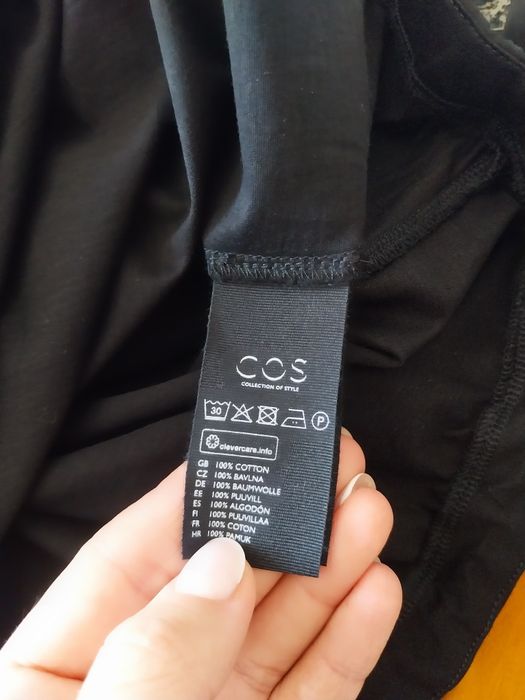 COS
COLLECTION OF STYLE
30 P
clevercare.info
GB 100% COTTON
CZ 100% BAVLNA
DE 100% BAUMWOLLE
EE 100% PUUVILL
ES 100% ALGODÓN
FI 100% PUUVILLAA
FR 100% COTON
HR 100% PAMUK